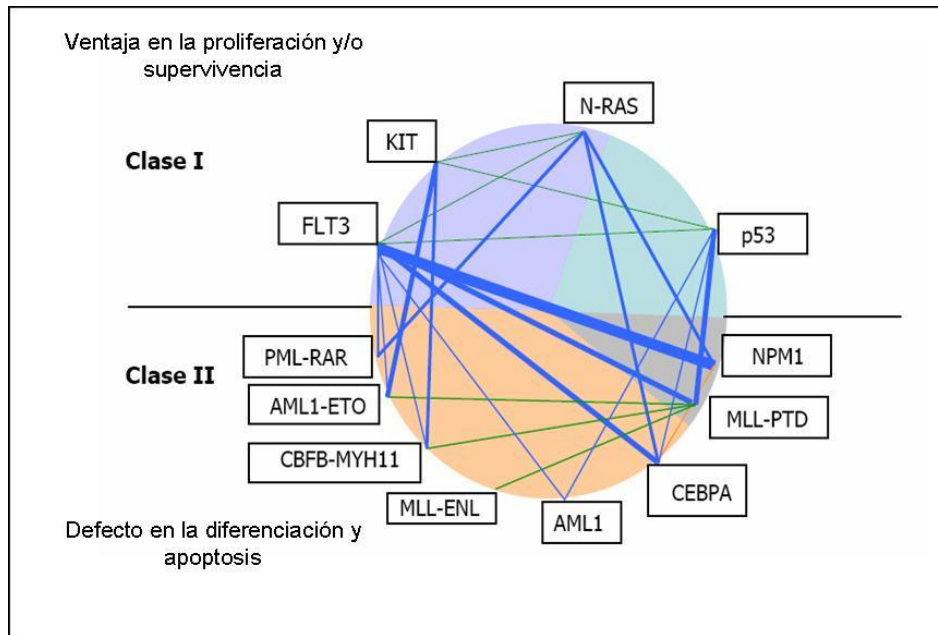 Ventaja en la proliferación y/o
supervivencia
N-RAS
KIT
Clase I
FLT3
p53
PML-RAR
NPM1
Clase II
AML1-ETO
MLL-PTD
CBFB-MYH11
CEBPA
MLL-ENL
AML1
Defecto en la diferenciación y
apoptosis